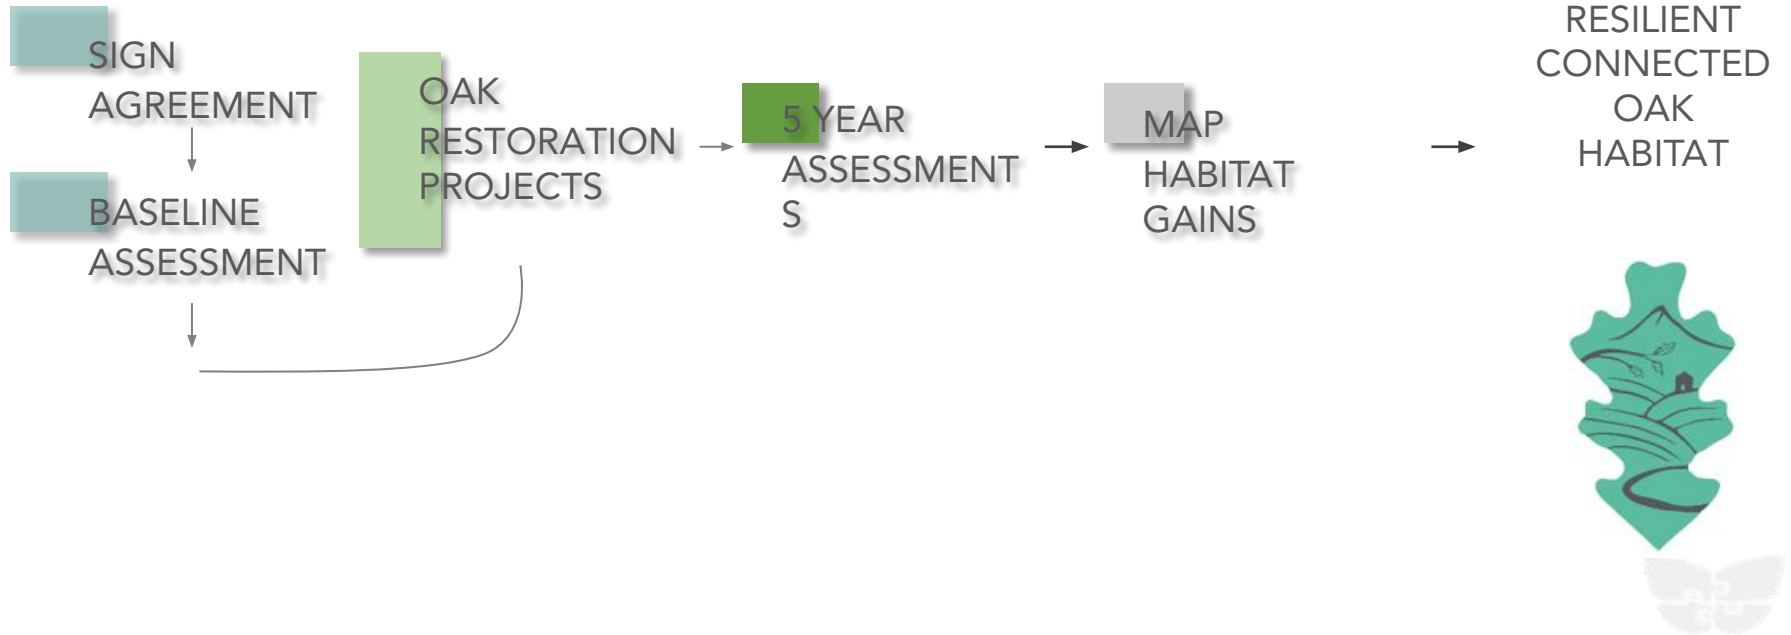 SIGN
AGREEMENT
BASELINE
ASSESSMENT
OAK
RESTORATION
PROJECTS
5 YEAR
ASSESSMENT
S
MAP
HABITAT
GAINS
RESILIENT
CONNECTED
OAK
HABITAT